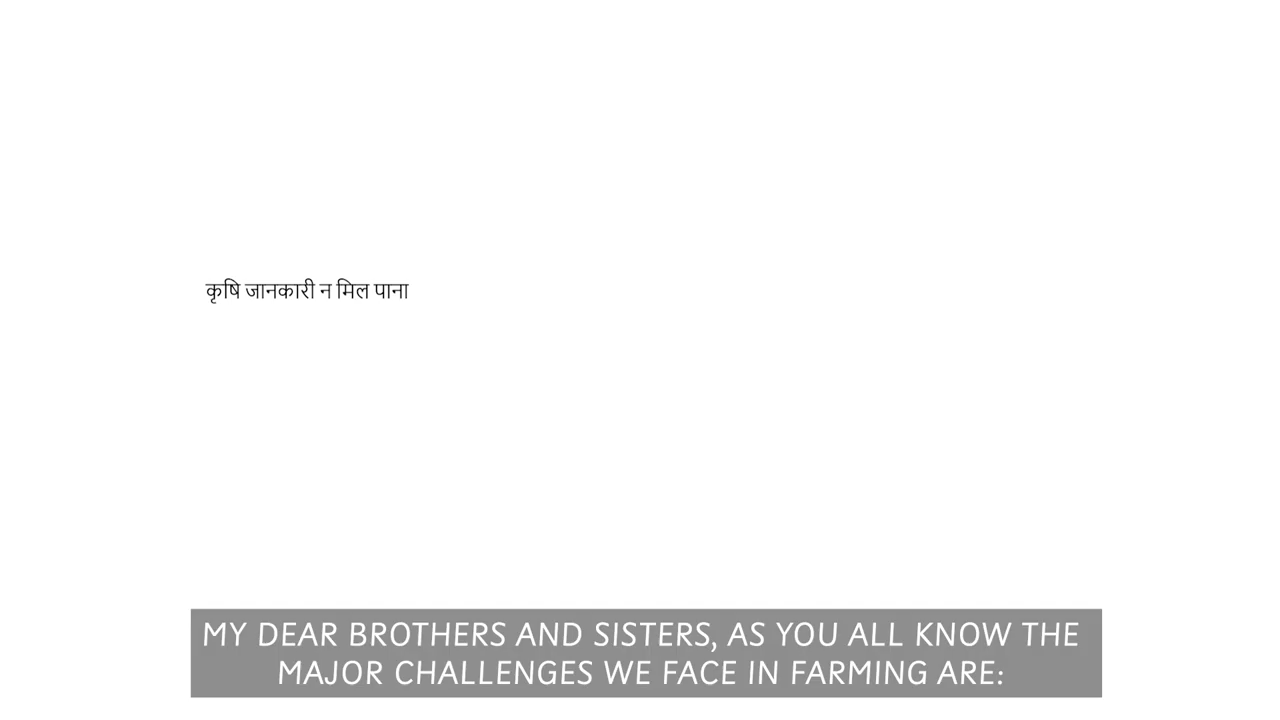 कृषि जानकारी न मिल पाना
MY DEAR BROTHERS AND SISTERS, AS YOU ALL KNOW THE
MAJOR CHALLENGES WE FACE IN FARMING ARE: